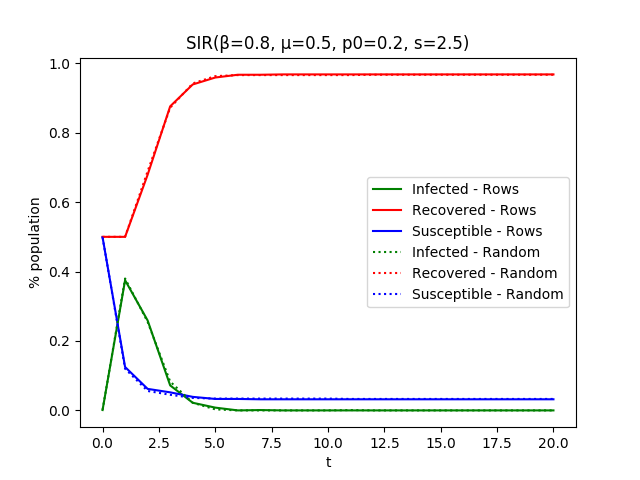 SIR(β=0.8, μ=0.5, p0=0.2, s=2.5)
1.0
0.8
0.6
0.4
0.2
0.0
% population
Infected - Rows
Recovered - Rows
Susceptible - Rows
Infected - Random
Recovered - Random
Susceptible - Random
0.0 2.5 5.0 7.5 10.0 12.5 15.0 17.5 20.0
t